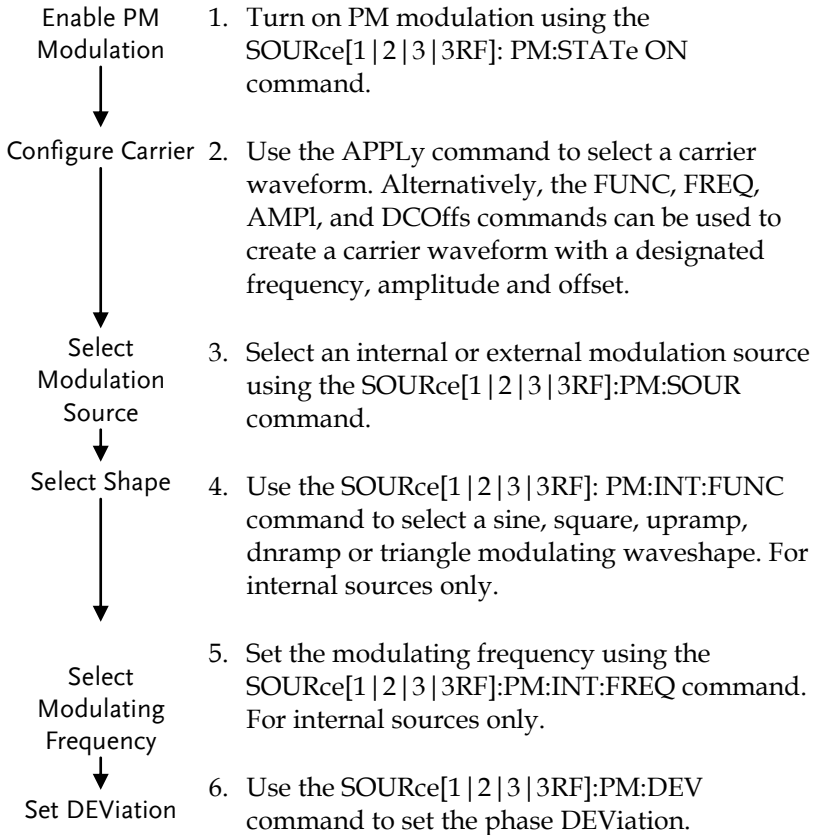 Enable PM
Modulation
1. Turn on PM modulation using the
SOURce[1|2|3|3RF]: PM:STATe ON
command.
Configure Carrier
2. Use the APPLy command to select a carrier
waveform. Alternatively, the FUNC, FREQ,
AMPl, and DCOffs commands can be used to
create a carrier waveform with a designated
frequency, amplitude and offset.
Select
Modulation
Source
3. Select an internal or external modulation source
using the SOURce[1|2|3|3RF]:PM:SOUR
command.
Select Shape
4. Use the SOURce[1|2|3|3RF]: PM:INT:FUNC
command to select a sine, square, upramp,
dnramp or triangle modulating waveshape. For
internal sources only.
Select
Modulating
Frequency
5. Set the modulating frequency using the
SOURce[1|2|3|3RF]:PM:INT:FREQ command.
For internal sources only.
Set DEViation
6. Use the SOURce[1|2|3|3RF]:PM:DEV
command to set the phase DEViation.